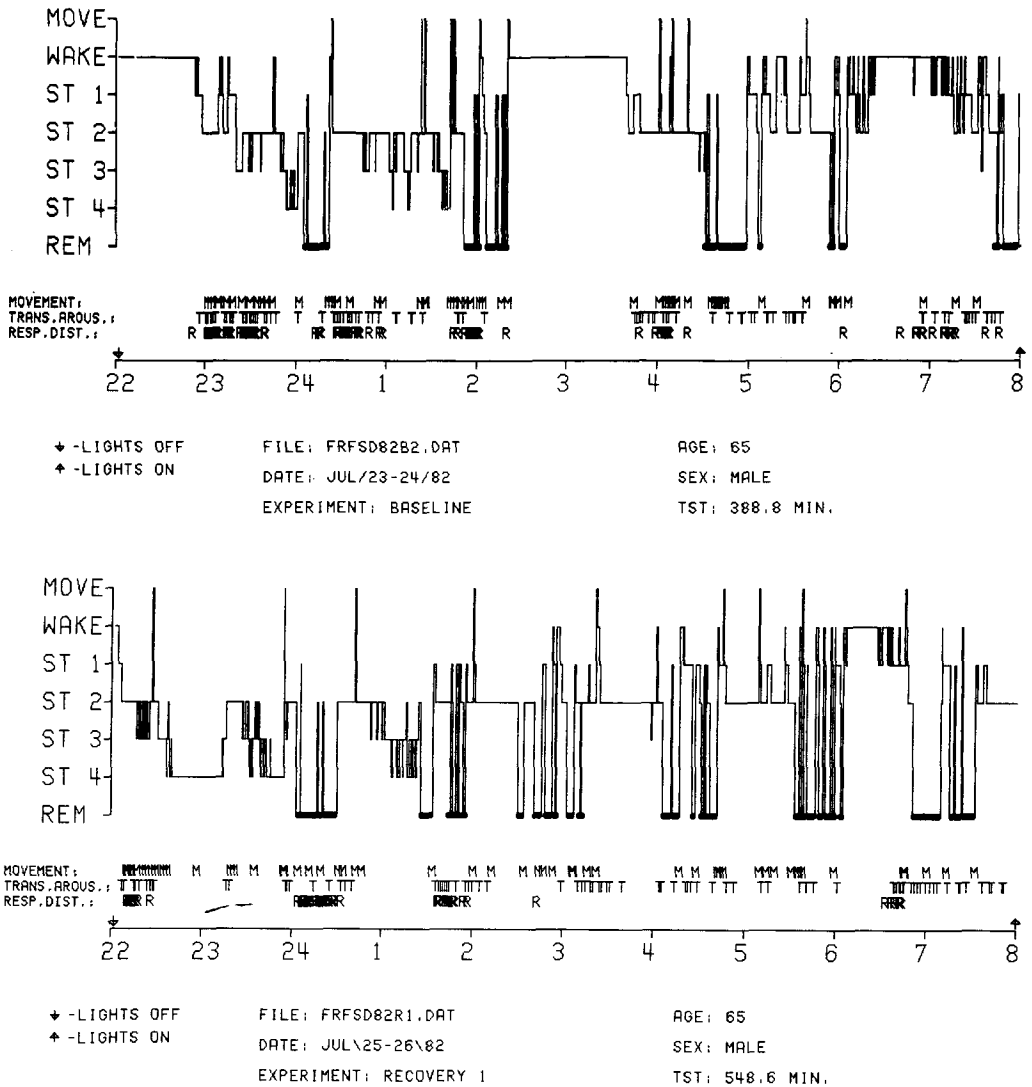 MOVE
WAKE
ST 1
ST 2
ST 3
ST 4
REM
MOVEMENT:
TRANS.AROUS.:
RESP.DIST.:
22 23 24 1 2 3 4 5 6 7 8
-LIGHTS OFF FILE: FRFSD82B2.DAT AGE: 65
-LIGHTS ON DATE: JUL/23-24/82 SEX: MALE
EXPERIMENT: BASELINE TST: 388.8 MIN.
MOVE
WAKE
ST 1
ST 2
ST 3
ST 4
REM
MOVEMENT:
TRANS.AROUS.:
RESP.DIST.:
22 23 24 1 2 3 4 5 6 7 8
-LIGHTS OFF FILE: FRFSD82R1.DAT AGE: 65
-LIGHTS ON DATE: JUL\25-26\82 SEX: MALE
EXPERIMENT: RECOVERY 1 TST: 548.6 MIN.